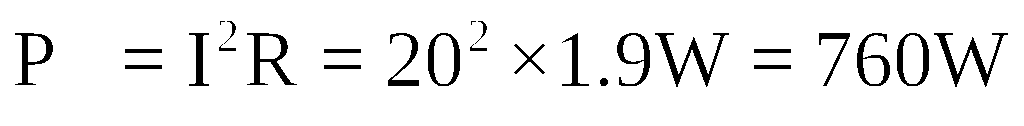 P = I²R = 20² ×1.9W = 760W